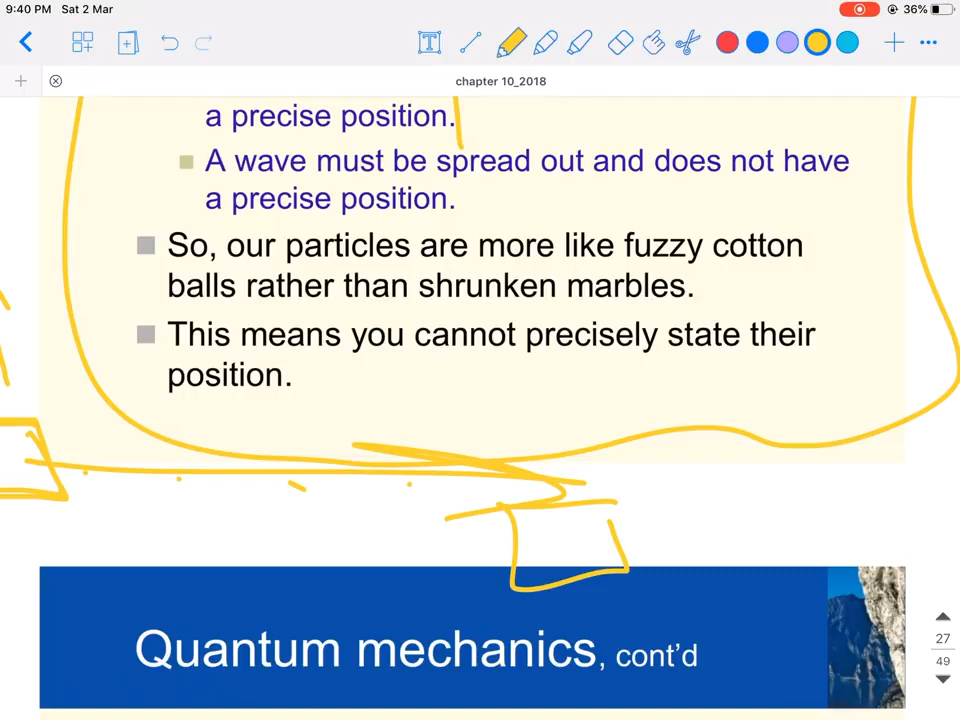 9:40 PM Sat 2 Mar 36%
T
chapter 10_2018
a precise position.
A wave must be spread out and does not have
a precise position.
So, our particles are more like fuzzy cotton
balls rather than shrunken marbles.
This means you cannot precisely state their
position.
27
49
Quantum mechanics, cont'd